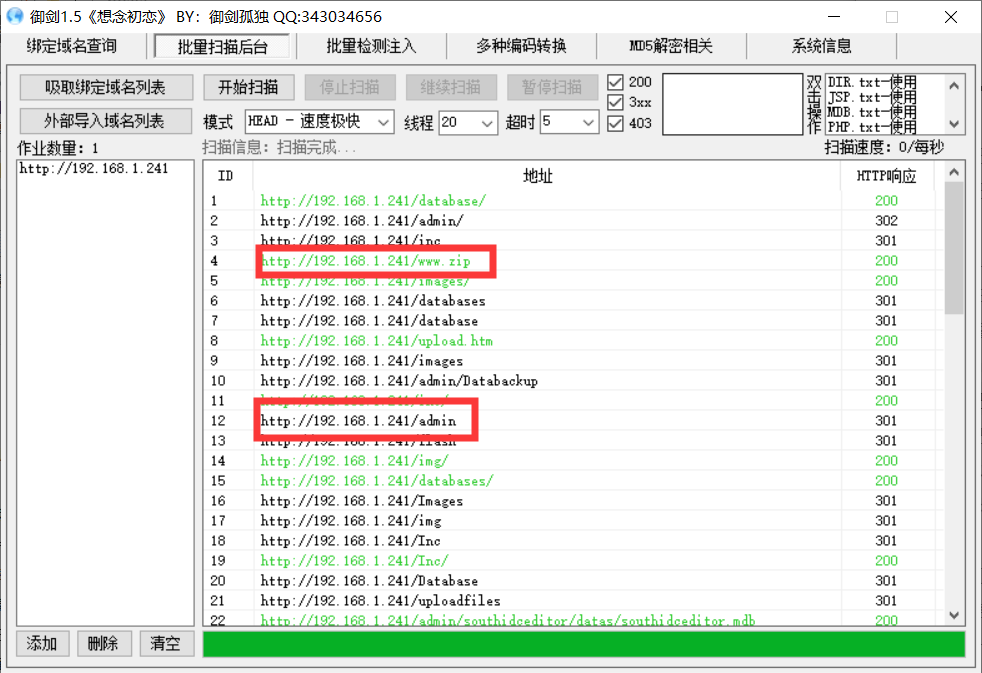 御剑1.5《想念初恋》 BY：御剑孤独 QQ:343034656
绑定域名查询 批量扫描后台 批量检测注入 多种编码转换 MD5解密相关 系统信息
吸取绑定域名列表 开始扫描 停止扫描 继续扫描 暂停扫描 200
外部导入域名列表 模式 HEAD - 速度极快 线程 20 超时 5 3xx
403
双击操作
DIR.txt-使用
JSP.txt-使用
MDB.txt-使用
PHP.txt-使用
作业数量: 1 扫描信息: 扫描完成... 扫描速度: 0/每秒
http://192.168.1.241
ID 地址 HTTP响应
1 http://192.168.1.241/database/ 200
2 http://192.168.1.241/admin/ 302
3 http://192.168.1.241/inc 301
4 http://192.168.1.241/www.zip 200
5 http://192.168.1.241/images/ 200
6 http://192.168.1.241/databases 301
7 http://192.168.1.241/database 301
8 http://192.168.1.241/upload.htm 200
9 http://192.168.1.241/images 301
10 http://192.168.1.241/admin/Databackup 301
11 http://192.168.1.241/inc/ 200
12 http://192.168.1.241/admin 301
13 http://192.168.1.241/flash 301
14 http://192.168.1.241/img/ 200
15 http://192.168.1.241/databases/ 200
16 http://192.168.1.241/Images 301
17 http://192.168.1.241/img 301
18 http://192.168.1.241/Inc 301
19 http://192.168.1.241/Inc/ 200
20 http://192.168.1.241/Database 301
21 http://192.168.1.241/uploadfiles 301
22 http://192.168.1.241/admin/southidceditor/datas/southidceditor.mdb 200
添加 删除 清空